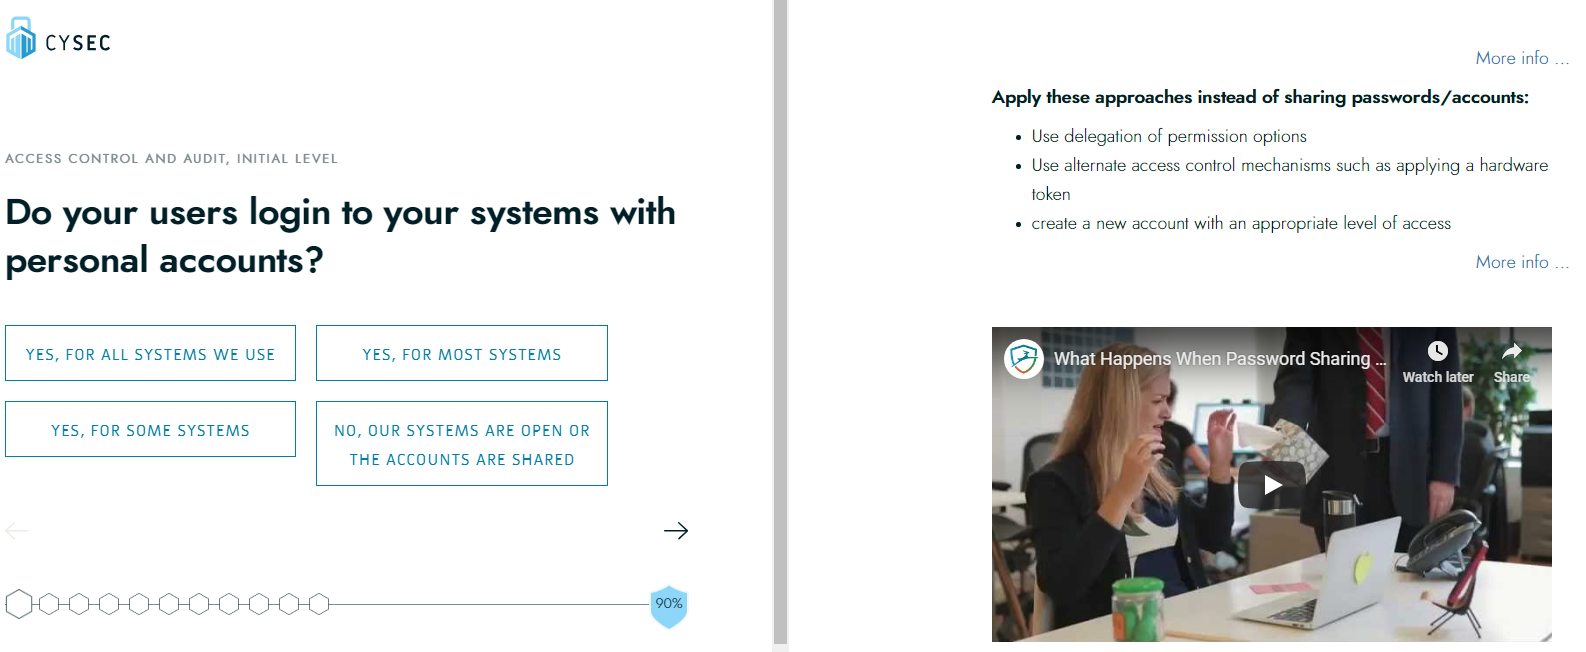 CYSEC
ACCESS CONTROL AND AUDIT, INITIAL LEVEL
Do your users login to your systems with
personal accounts?
YES, FOR ALL SYSTEMS WE USE
YES, FOR MOST SYSTEMS
YES, FOR SOME SYSTEMS
NO, OUR SYSTEMS ARE OPEN OR
THE ACCOUNTS ARE SHARED
90%
More info ...
Apply these approaches instead of sharing passwords/accounts:
Use delegation of permission options
Use alternate access control mechanisms such as applying a hardware
token
create a new account with an appropriate level of access
More info ...
What Happens When Password Sharing ...
Watch later
Share